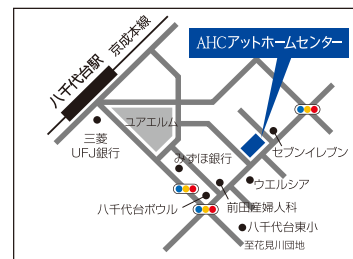 京成本線
八千代台駅
AHCアットホームセンター
ユアエルム
三菱
UFJ銀行
みずほ銀行
セブンイレブン
ウエルシア
八千代台ボウル
前田産婦人科
八千代台東小
至花見川団地